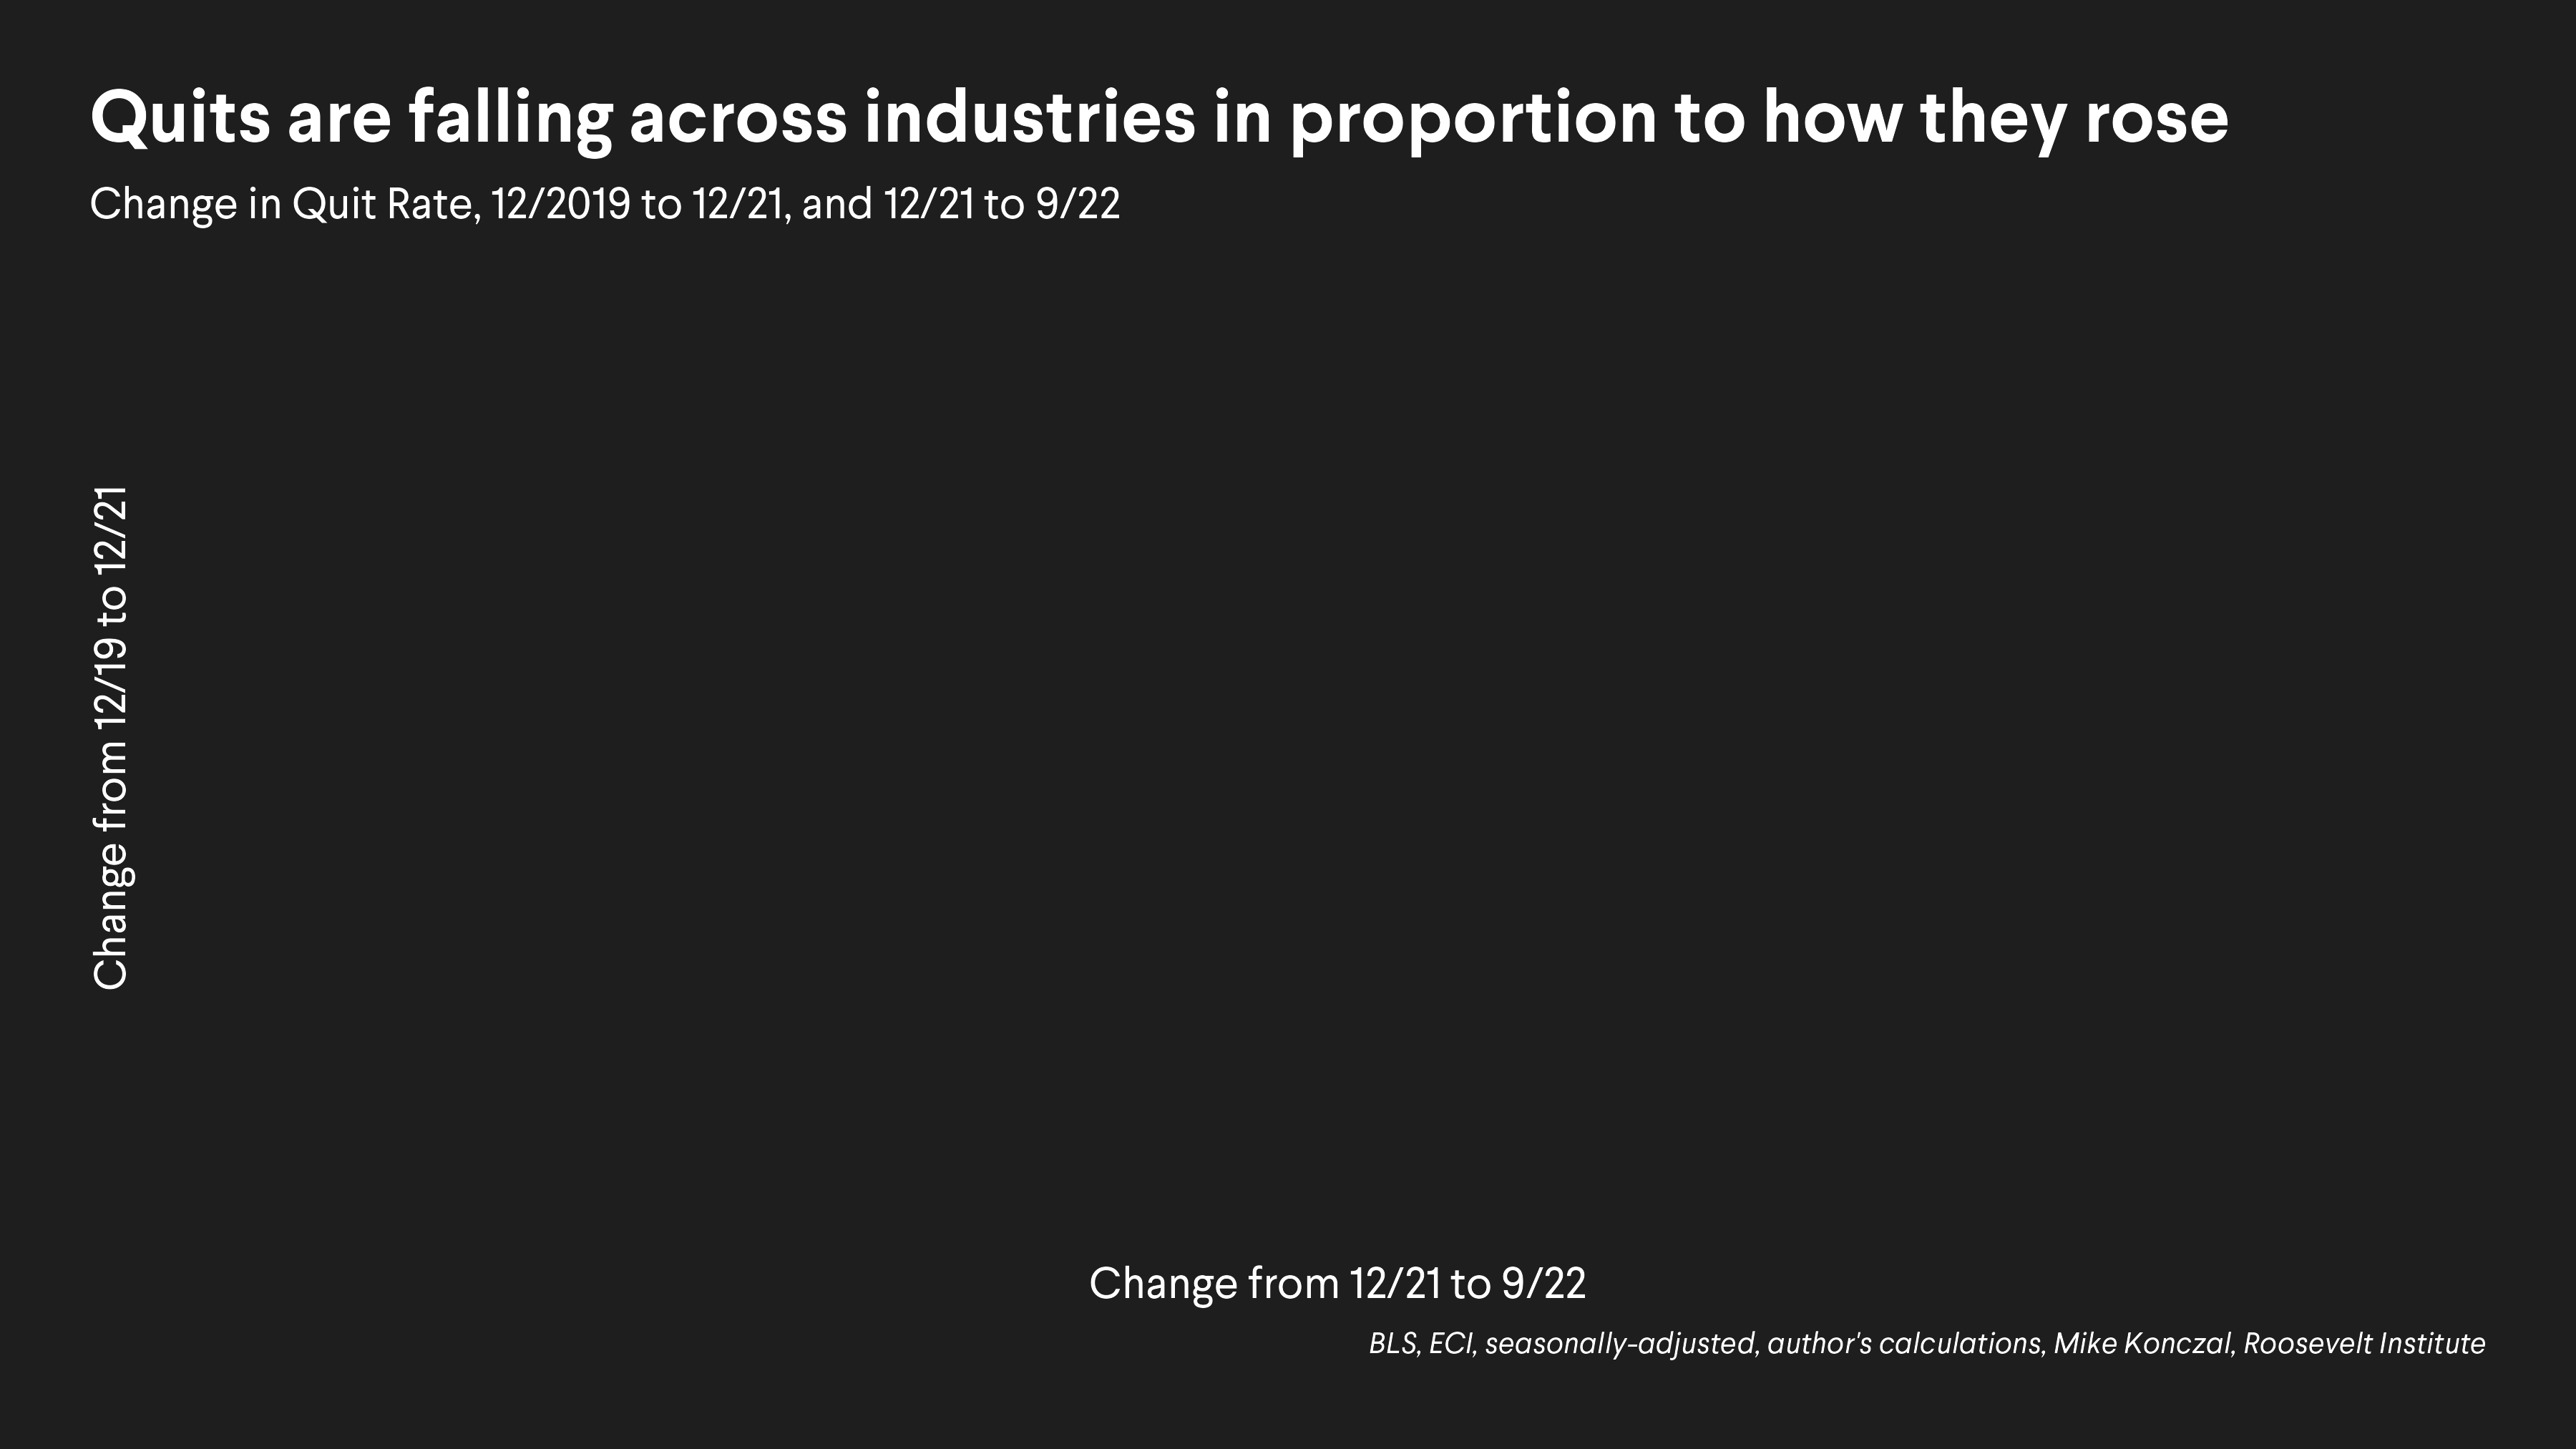 Quits are falling across industries in proportion to how they rose
Change in Quit Rate, 12/2019 to 12/21, and 12/21 to 9/22
Change from 12/19 to 12/21
Change from 12/21 to 9/22
BLS, ECI, seasonally-adjusted, author's calculations, Mike Konczal, Roosevelt Institute